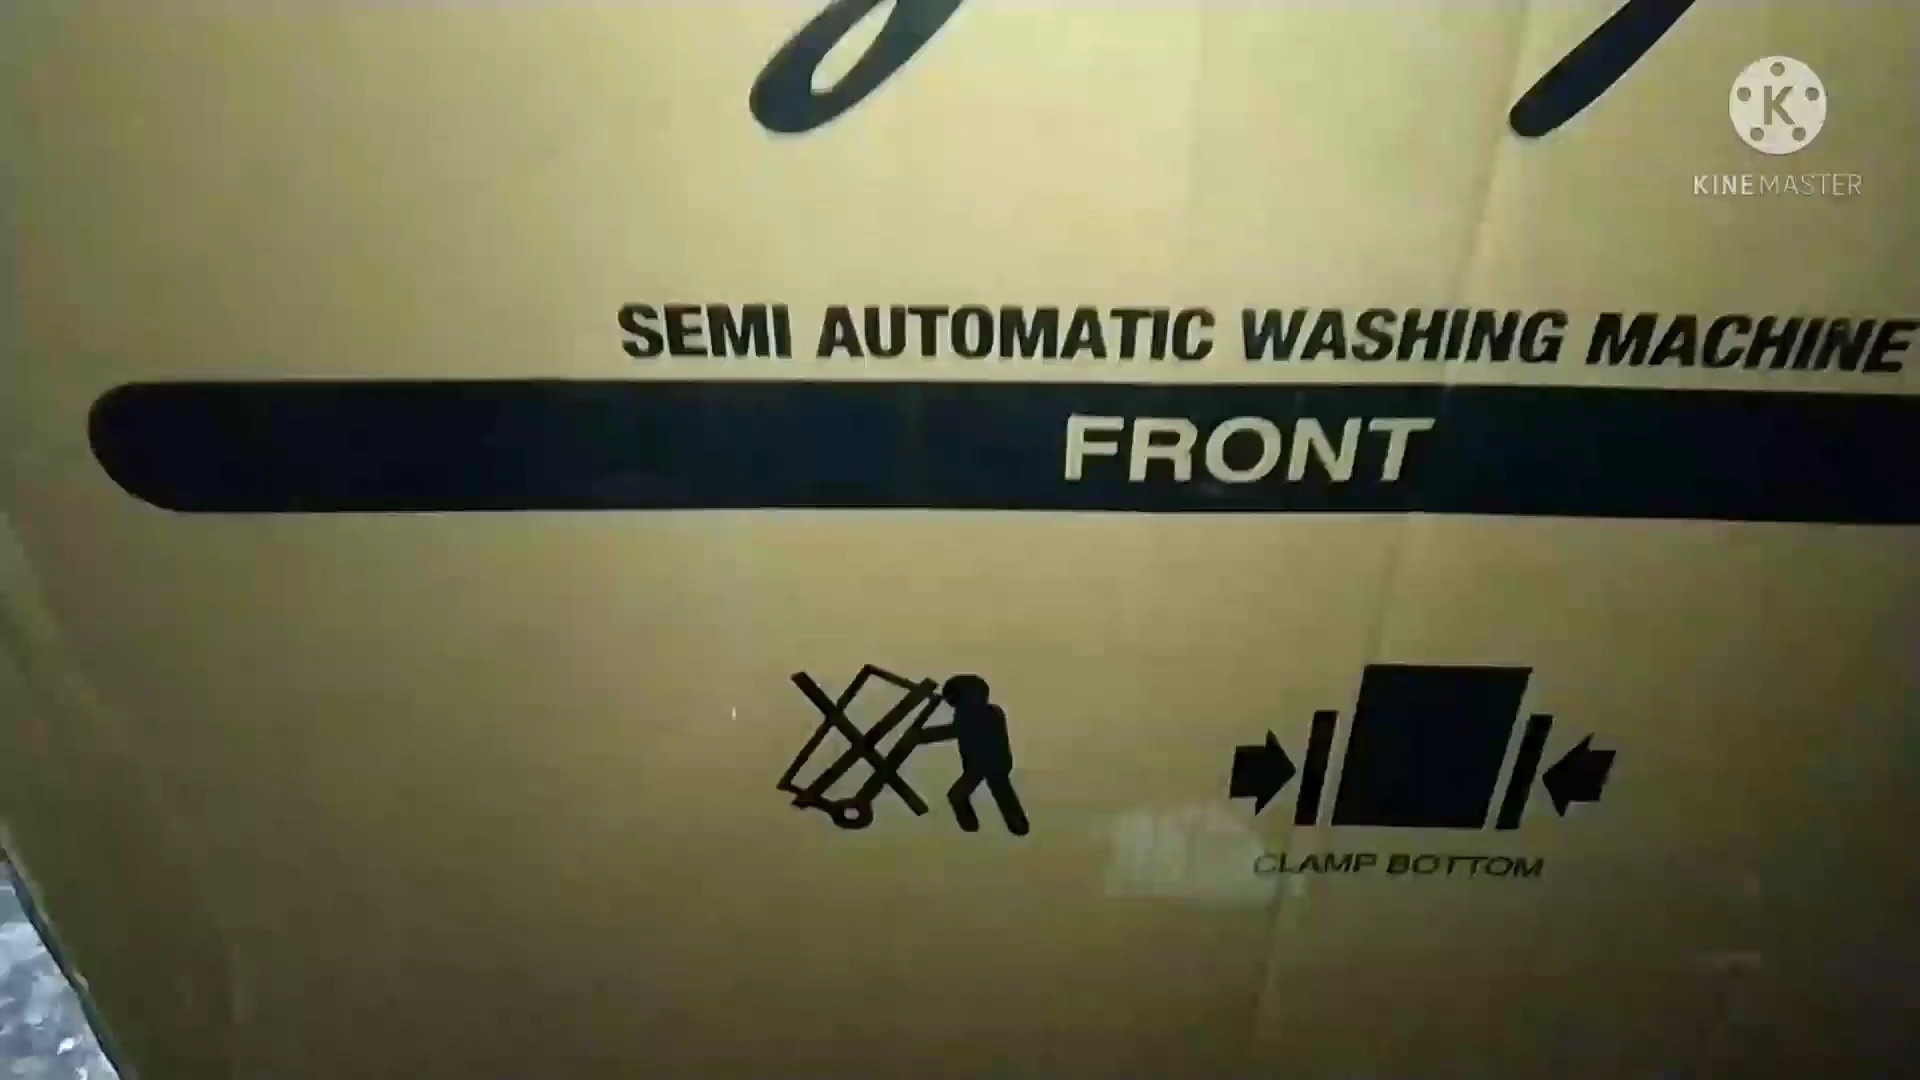 K
KINEMASTER
SEMI AUTOMATIC WASHING MACHINE
FRONT
CLAMP BOTTOM